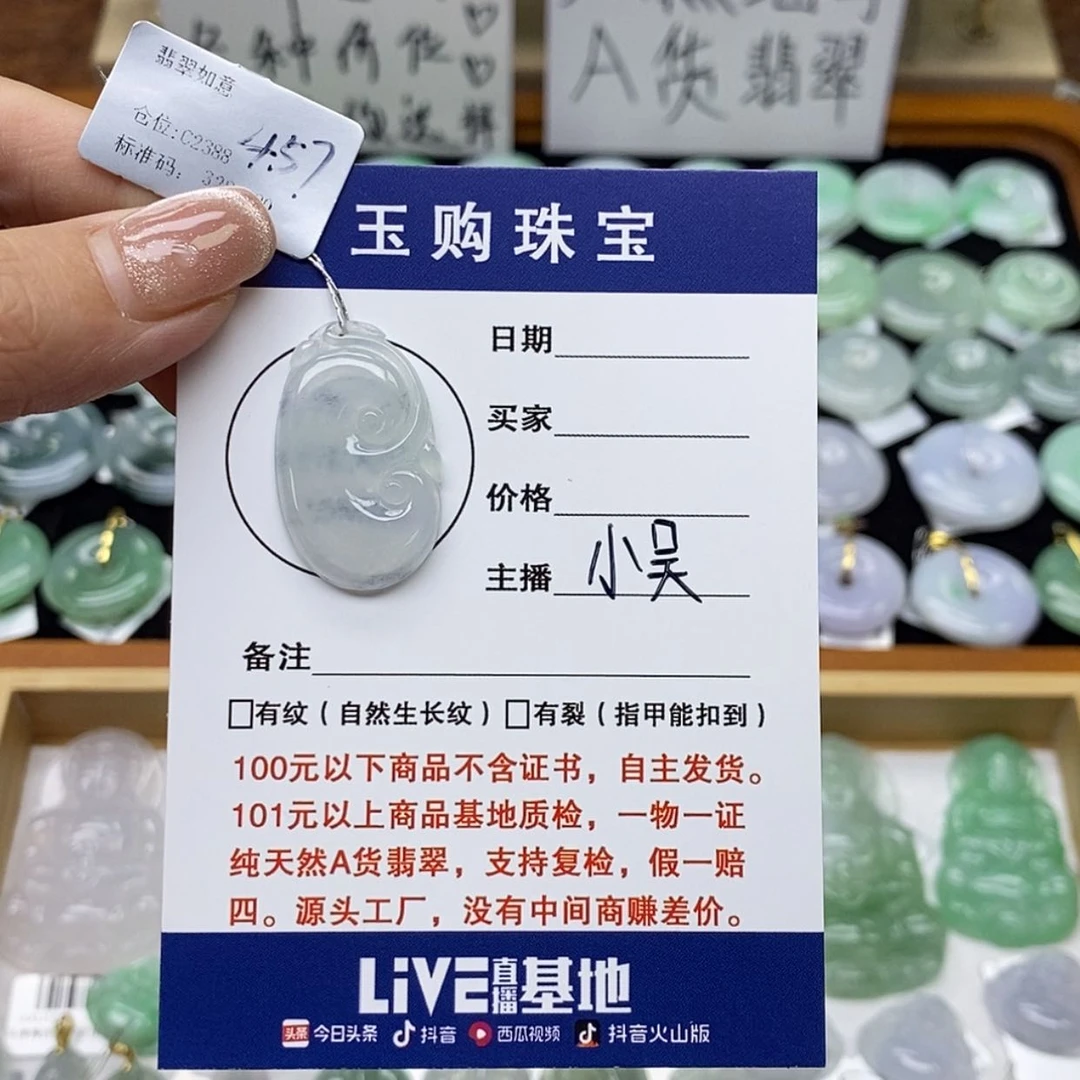 A货翡翠
翡翠如意
仓位:C2388
457
标准码:
玉购珠宝
日期
买家
价格
主播 小吴
备注
□有纹（自然生长纹）□有裂（指甲能扣到）
100元以下商品不含证书，自主发货。
101元以上商品基地质检，一物一证
纯天然A货翡翠，支持复检，假一赔
四。源头工厂，没有中间商赚差价。
LiVE直播基地
头条 今日头条 抖音 西瓜视频 抖音火山版